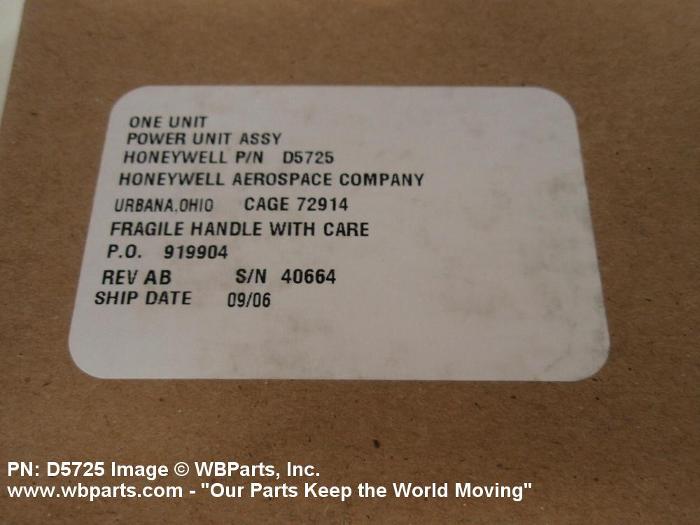 ONE UNIT
POWER UNIT ASSY
HONEYWELL P/N D5725
HONEYWELL AEROSPACE COMPANY
URBANA,OHIO CAGE 72914
FRAGILE HANDLE WITH CARE
P.O. 919904
REV AB S/N 40664
SHIP DATE 09/06
PN: D5725 Image © WBParts, Inc.
www.wbparts.com - "Our Parts Keep the World Moving"